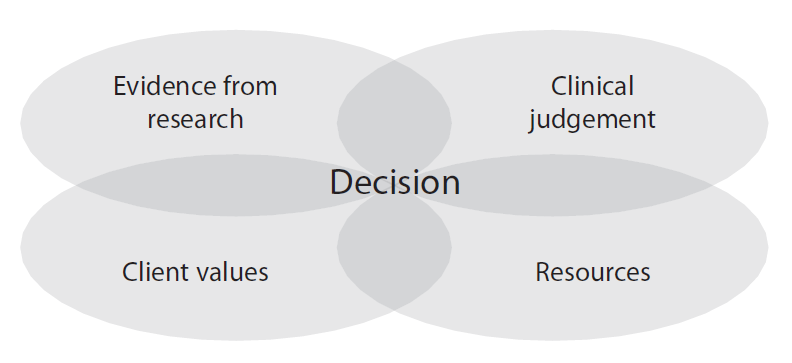 Evidence from
research
Clinical
judgement
Decision
Client values
Resources